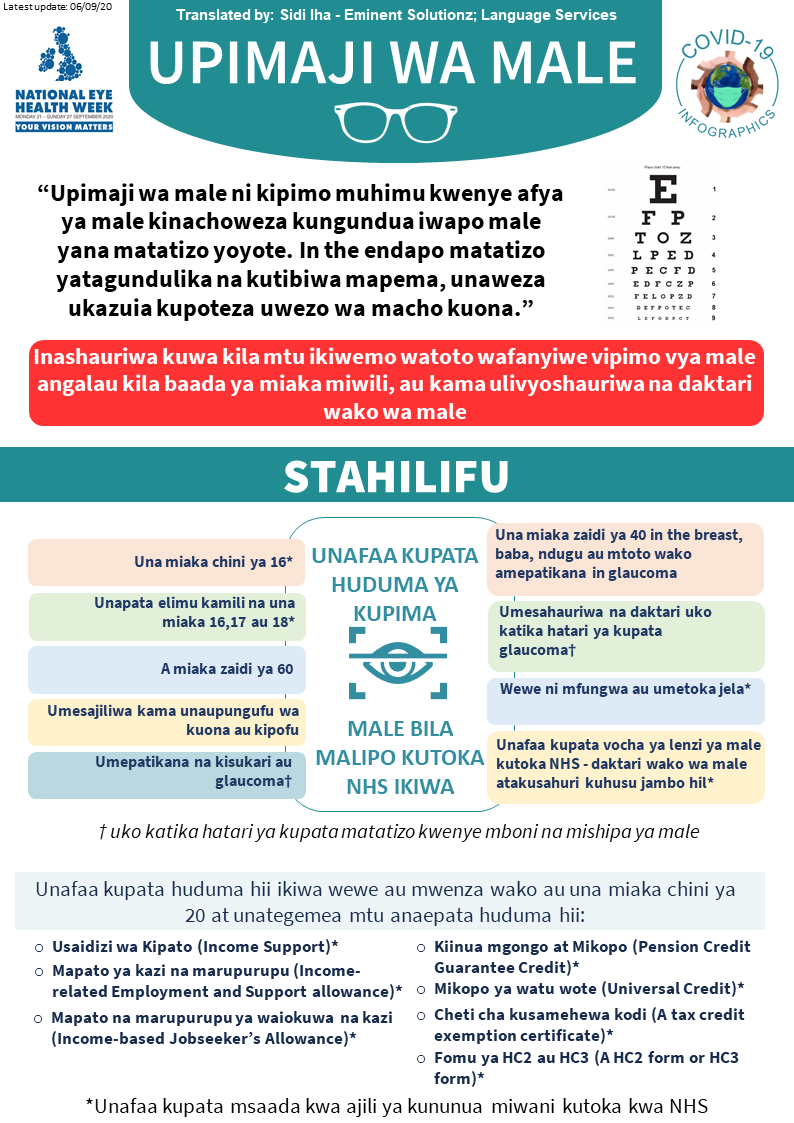 Latest update: 06/09/20
Translated by: Sidi Iha - Eminent Solutionz; Language Services
UPIMAJI WA MALE
NATIONAL EYE
HEALTH WEEK
MONDAY 21 - SUNDAY 27 SEPTEMBER 2020
YOUR VISION MATTERS
COVID-19
INFOGRAPHICS
“Upimaji wa male ni kipimo muhimu kwenye afya
ya male kinachoweza kungundua iwapo male
yana matatizo yoyote. In the endapo matatizo
yatagundulika na kutibiwa mapema, unaweza
ukazuia kupoteza uwezo wa macho kuona.”
E 1
F P 2
T O Z 3
L P E D 4
P E C F D 5
E D F C Z P 6
F E L O P Z D 7
D E F P O T E C 8
L E F O D P C T 9
Inashauriwa kuwa kila mtu ikiwemo watoto wafanyiwe vipimo vya male
angalau kila baada ya miaka miwili, au kama ulivyoshauriwa na daktari
wako wa male
STAHILIFU
UNAFAA KUPATA
HUDUMA YA
KUPIMA
MALE BILA
MALIPO KUTOKA
NHS IKIWA
Una miaka chini ya 16*
Unapata elimu kamili na una
miaka 16,17 au 18*
A miaka zaidi ya 60
Umesajiliwa kama unaupungufu wa
kuona au kipofu
Umepatikana na kisukari au
glaucoma†
Una miaka zaidi ya 40 in the breast,
baba, ndugu au mtoto wako
amepatikana in glaucoma
Umesahauriwa na daktari uko
katika hatari ya kupata
glaucoma†
Wewe ni mfungwa au umetoka jela*
Unafaa kupata vocha ya lenzi ya male
kutoka NHS - daktari wako wa male
atakusahuri kuhusu jambo hil*
† uko katika hatari ya kupata matatizo kwenye mboni na mishipa ya male
Unafaa kupata huduma hii ikiwa wewe au mwenza wako au una miaka chini ya
20 at unategemea mtu anaepata huduma hii:
○ Usaidizi wa Kipato (Income Support)*
○ Mapato ya kazi na marupurupu (Income-
related Employment and Support allowance)*
○ Mapato na marupurupu ya waiokuwa na kazi
(Income-based Jobseeker’s Allowance)*
○ Kiinua mgongo at Mikopo (Pension Credit
Guarantee Credit)*
○ Mikopo ya watu wote (Universal Credit)*
○ Cheti cha kusamehewa kodi (A tax credit
exemption certificate)*
○ Fomu ya HC2 au HC3 (A HC2 form or HC3
form)*
*Unafaa kupata msaada kwa ajili ya kununua miwani kutoka kwa NHS